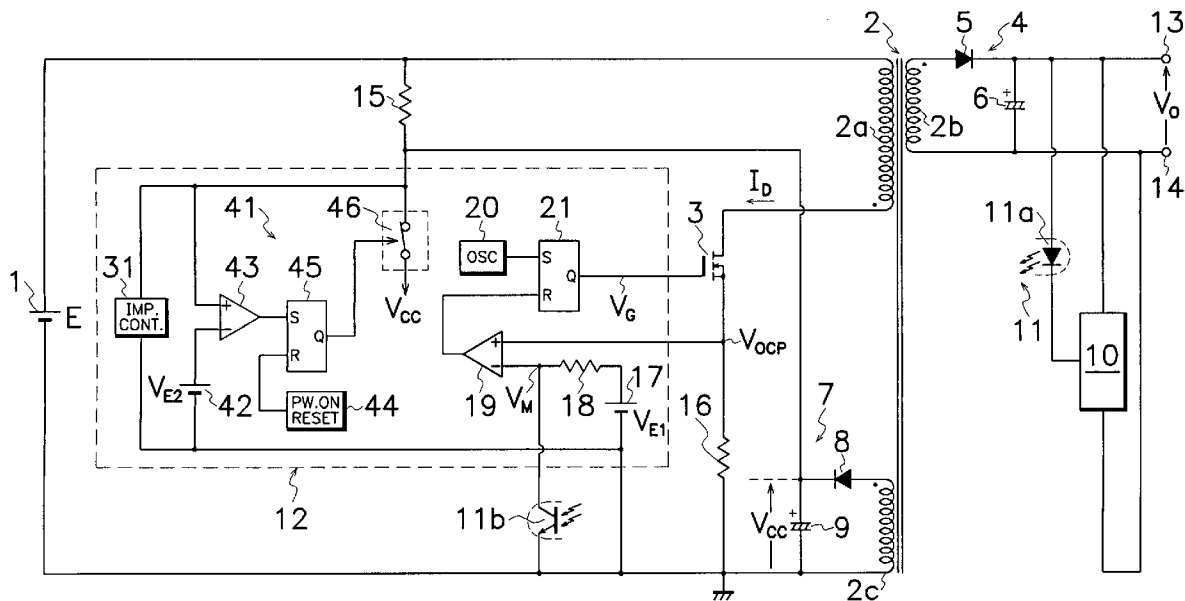 2
5
4
13
15
6
Vo
2a
2b
14
ID
46
20
21
3
11a
41
OSC
S
Q
R
31
43
45
1
E
IMP.
CONT.
+
−
S
Q
R
VCC
VG
11
10
VOCP
+
−
19
VM
18
17
VE1
VE2
42
PW.ON
RESET
44
16
7
8
12
11b
VCC
+
9
2c